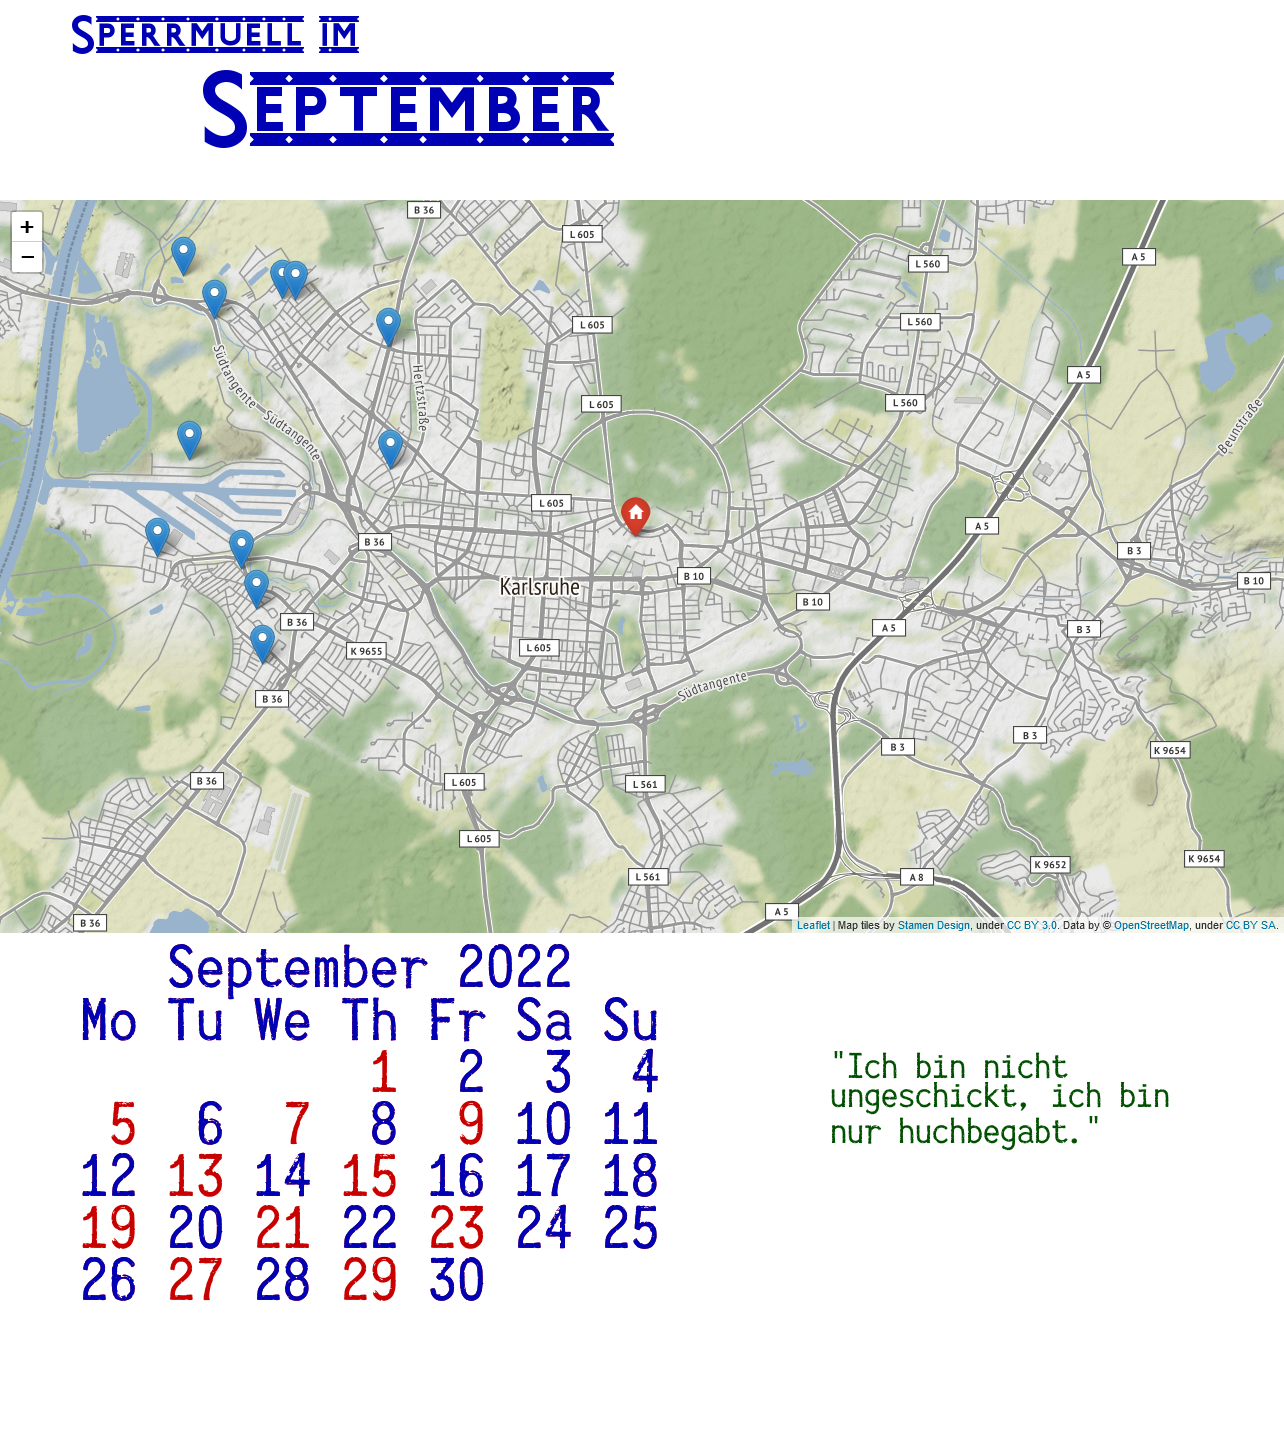 SPERRMUELL IM
SEPTEMBER
+
−
B 36
L 605
L 560
A 5
L 605
L 560
Südtangente
Hertzstraße
A 5
L 605
L 560
Südtangente
Beunstraße
L 605
A 5
B 36
B 3
B 10
B 10
Karlsruhe
B 10
B 36
A 5
B 3
K 9655
L 605
Südtangente
B 36
B 3
B 3
K 9654
B 36
L 605
L 561
L 605
K 9652
K 9654
L 561
A 8
A 5
B 36
Leaflet | Map tiles by Stamen Design, under CC BY 3.0. Data by © OpenStreetMap, under CC BY SA.
September 2022
Mo Tu We Th Fr Sa Su
1 2 3 4
5 6 7 8 9 10 11
12 13 14 15 16 17 18
19 20 21 22 23 24 25
26 27 28 29 30
"Ich bin nicht
ungeschickt, ich bin
nur huchbegabt."